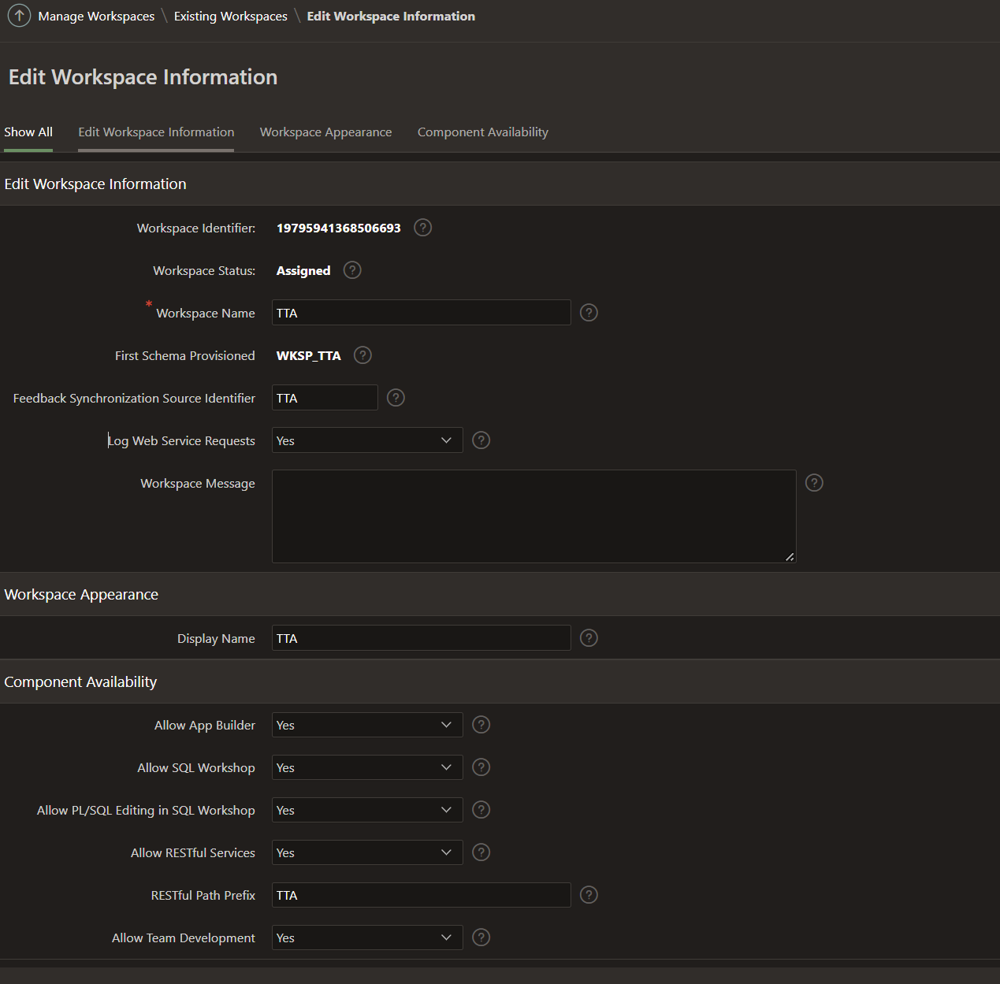 Manage Workspaces \ Existing Workspaces \ Edit Workspace Information
Edit Workspace Information
Show All Edit Workspace Information Workspace Appearance Component Availability
Edit Workspace Information
Workspace Identifier: 19795941368506693 ?
Workspace Status: Assigned ?
* Workspace Name TTA ?
First Schema Provisioned WKSP_TTA ?
Feedback Synchronization Source Identifier TTA ?
Log Web Service Requests Yes ?
Workspace Message ?
Workspace Appearance
Display Name TTA ?
Component Availability
Allow App Builder Yes ?
Allow SQL Workshop Yes ?
Allow PL/SQL Editing in SQL Workshop Yes ?
Allow RESTful Services Yes ?
RESTful Path Prefix TTA ?
Allow Team Development Yes ?